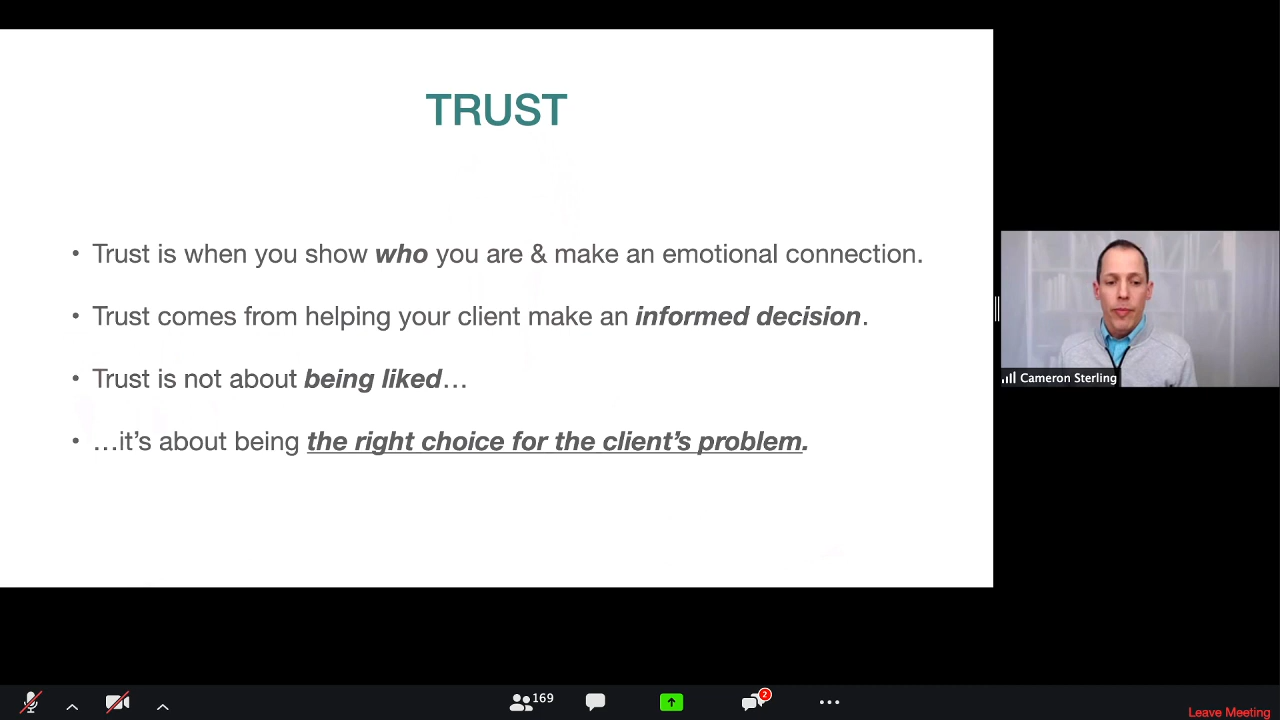 TRUST
• Trust is when you show who you are & make an emotional connection.
• Trust comes from helping your client make an informed decision.
• Trust is not about being liked…
• …it’s about being the right choice for the client’s problem.
Cameron Sterling
169
2
Leave Meeting